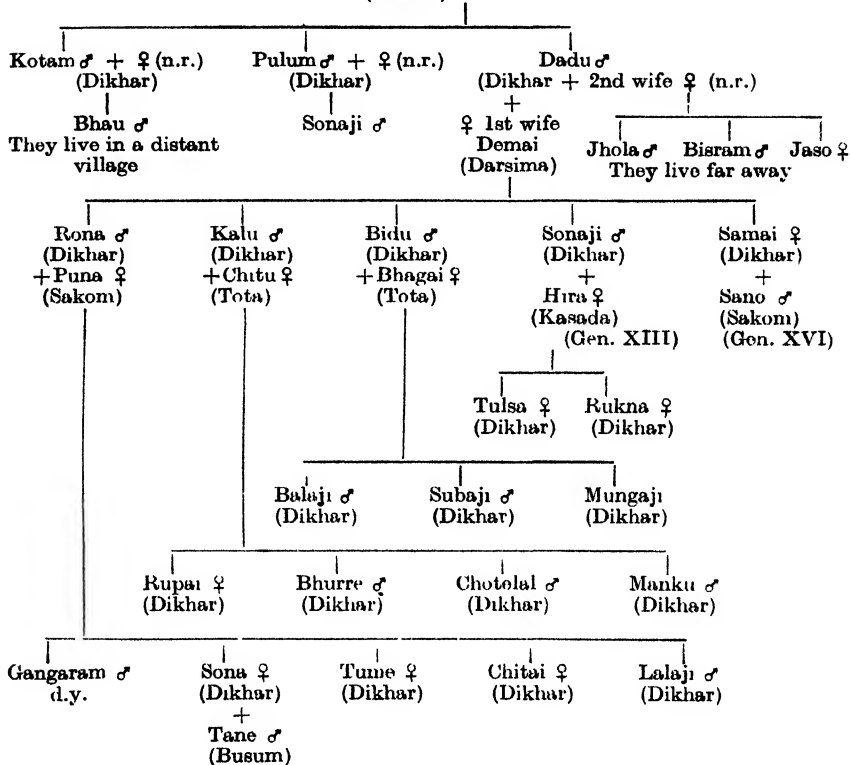 Kotam ♂ + ♀ (n.r.) Pulum ♂ + ♀ (n.r.) Dadu ♂
(Dikhar) (Dikhar) (Dikhar + 2nd wife ♀ (n.r.)
Bhau ♂ Sonaji ♂ + ♀ 1st wife
They live in a distant Demai Jhola ♂ Bisram ♂ Jaso ♀
village (Darsima) They live far away
Rona ♂ Kalu ♂ Bidu ♂ Sonaji ♂ Samai ♀
(Dikhar) (Dikhar) (Dikhar) (Dikhar) (Dikhar)
+ Puna ♀ + Chitu ♀ + Bhagai ♀ + +
(Sakom) (Tota) (Tota) Hira ♀ Sano ♂
(Kasada) (Sakom)
(Gen. XIII) (Gen. XVI)
Tulsa ♀ Rukna ♀
(Dikhar) (Dikhar)
Balaji ♂ Subaji ♂ Mungaji
(Dikhar) (Dikhar) (Dikhar)
Rupai ♀ Bhurre ♂ Chotelal ♂ Manku ♂
(Dikhar) (Dikhar) (Dikhar) (Dikhar)
Gangaram ♂ Sona ♀ Tume ♀ Chitai ♀ Lalaji ♂
d.y. (Dikhar) (Dikhar) (Dikhar) (Dikhar)
+
Tane ♂
(Busum)